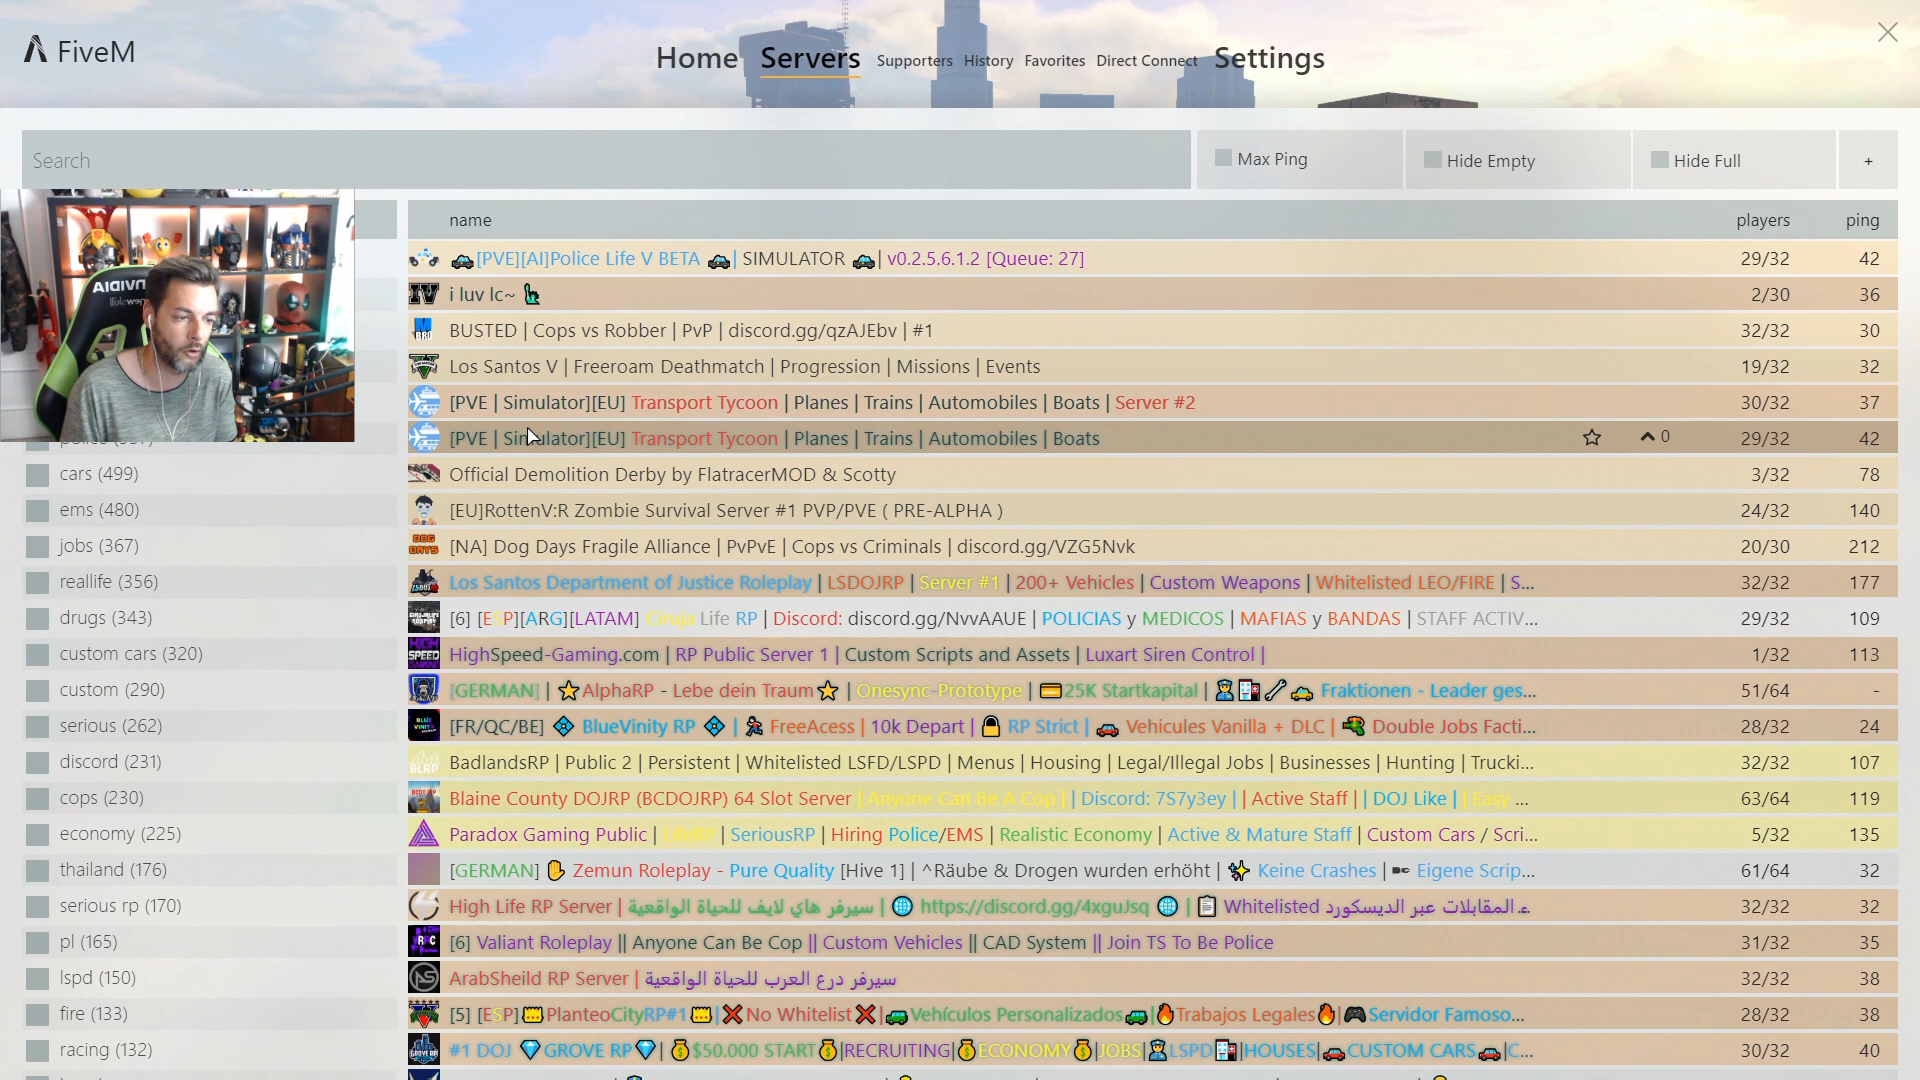 FiveM
Home Servers Supporters History Favorites Direct Connect Settings
Search
Max Ping
Hide Empty
Hide Full
+
name players ping
[PVE][AI]Police Life V BETA | SIMULATOR | v0.2.5.6.1.2 [Queue: 27] 29/32 42
i luv lc~ 2/30 36
BUSTED | Cops vs Robber | PvP | discord.gg/qzAJEbv | #1 32/32 30
Los Santos V | Freeroam Deathmatch | Progression | Missions | Events 19/32 32
[PVE | Simulator][EU] Transport Tycoon | Planes | Trains | Automobiles | Boats | Server #2 30/32 37
[PVE | Simulator][EU] Transport Tycoon | Planes | Trains | Automobiles | Boats 0 29/32 42
cars (499)
Official Demolition Derby by FlatracerMOD & Scotty 3/32 78
ems (480)
[EU]RottenV:R Zombie Survival Server #1 PVP/PVE ( PRE-ALPHA ) 24/32 140
jobs (367)
[NA] Dog Days Fragile Alliance | PvPvE | Cops vs Criminals | discord.gg/VZG5Nvk 20/30 212
reallife (356)
Los Santos Department of Justice Roleplay | LSDOJRP | Server #1 | 200+ Vehicles | Custom Weapons | Whitelisted LEO/FIRE | S... 32/32 177
drugs (343)
[6] [ESP][ARG][LATAM] Ciruja Life RP | Discord: discord.gg/NvvAAUE | POLICIAS y MEDICOS | MAFIAS y BANDAS | STAFF ACTIV... 29/32 109
custom cars (320)
HighSpeed-Gaming.com | RP Public Server 1 | Custom Scripts and Assets | Luxart Siren Control | 1/32 113
custom (290)
[GERMAN] | AlphaRP - Lebe dein Traum | Onesync-Prototype | 25K Startkapital | Fraktionen - Leader ges... 51/64 -
serious (262)
[FR/QC/BE] BlueVinity RP | FreeAcess | 10k Depart | RP Strict | Vehicules Vanilla + DLC | Double Jobs Facti... 28/32 24
discord (231)
BadlandsRP | Public 2 | Persistent | Whitelisted LSFD/LSPD | Menus | Housing | Legal/Illegal Jobs | Businesses | Hunting | Trucki... 32/32 107
cops (230)
Blaine County DOJRP (BCDOJRP) 64 Slot Server | Anyone Can Be A Cop | | Discord: 7S7y3ey | | Active Staff | | DOJ Like | | Easy ... 63/64 119
economy (225)
Paradox Gaming Public | | SeriousRP | Hiring Police/EMS | Realistic Economy | Active & Mature Staff | Custom Cars / Scri... 5/32 135
thailand (176)
[GERMAN] Zemun Roleplay - Pure Quality [Hive 1] | ^Räube & Drogen wurden erhöht | Keine Crashes | Eigene Scrip... 61/64 32
serious rp (170)
High Life RP Server | سيرفر هاي لايف للحياة الواقعية | https://discord.gg/4xguJsq | Whitelisted المقابلات عبر الديسكورد 32/32 32
pl (165)
[6] Valiant Roleplay || Anyone Can Be Cop || Custom Vehicles || CAD System || Join TS To Be Police 31/32 35
lspd (150)
ArabSheild RP Server | سيرفر درع العرب للحياة الواقعية 32/32 38
fire (133)
[5] [ESP] PlanteoCityRP#1 | No Whitelist | Vehículos Personalizados | Trabajos Legales | Servidor Famoso... 28/32 38
racing (132)
#1 DOJ GROVE RP | $50.000 START |RECRUITING| ECONOMY |JOBS| LSPD |HOUSES| CUSTOM CARS |C... 30/32 40